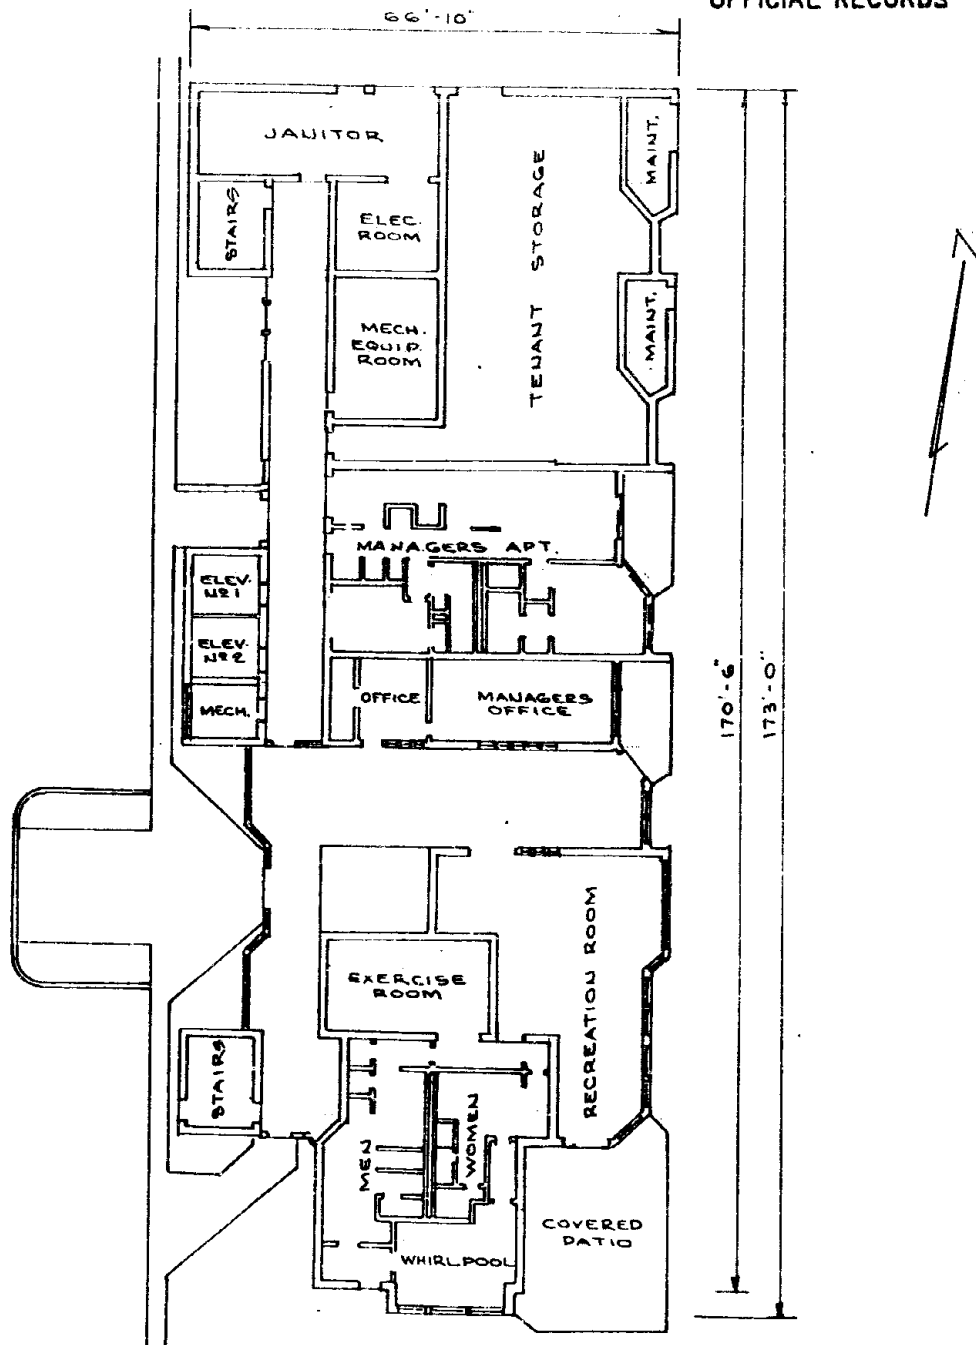 OFFICIAL RECORDS
66'-10"
JANITOR
MAINT.
STAIRS
ELEC.
ROOM
TENANT STORAGE
MECH.
EQUIP.
ROOM
MAINT.
MANAGERS APT.
ELEV.
Nº1
ELEV.
Nº2
MECH.
OFFICE
MANAGERS
OFFICE
170'-6"
173'-0"
EXERCISE
ROOM
RECREATION ROOM
STAIRS
MEN
WOMEN
COVERED
PATIO
WHIRLPOOL